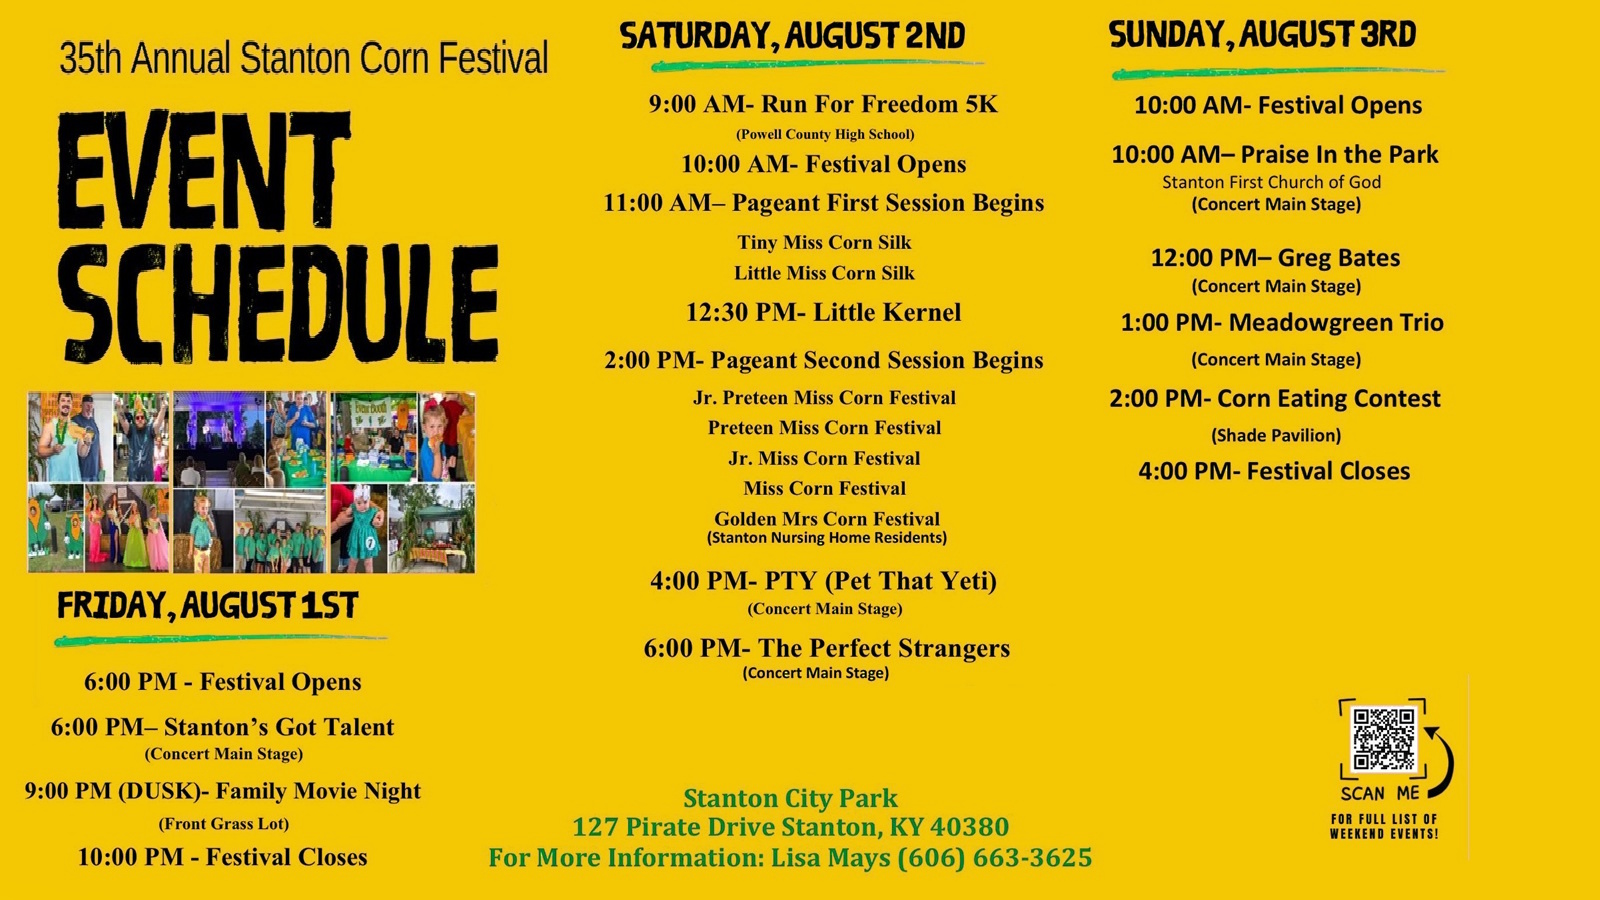 35th Annual Stanton Corn Festival
EVENT
SCHEDULE
FRIDAY, AUGUST 1ST
6:00 PM - Festival Opens
6:00 PM– Stanton’s Got Talent
(Concert Main Stage)
9:00 PM (DUSK)- Family Movie Night
(Front Grass Lot)
10:00 PM - Festival Closes
SATURDAY, AUGUST 2ND
9:00 AM- Run For Freedom 5K
(Powell County High School)
10:00 AM- Festival Opens
11:00 AM– Pageant First Session Begins
Tiny Miss Corn Silk
Little Miss Corn Silk
12:30 PM- Little Kernel
2:00 PM- Pageant Second Session Begins
Jr. Preteen Miss Corn Festival
Preteen Miss Corn Festival
Jr. Miss Corn Festival
Miss Corn Festival
Golden Mrs Corn Festival
(Stanton Nursing Home Residents)
4:00 PM- PTY (Pet That Yeti)
(Concert Main Stage)
6:00 PM- The Perfect Strangers
(Concert Main Stage)
SUNDAY, AUGUST 3RD
10:00 AM- Festival Opens
10:00 AM– Praise In the Park
Stanton First Church of God
(Concert Main Stage)
12:00 PM– Greg Bates
(Concert Main Stage)
1:00 PM- Meadowgreen Trio
(Concert Main Stage)
2:00 PM- Corn Eating Contest
(Shade Pavilion)
4:00 PM- Festival Closes
Stanton City Park
127 Pirate Drive Stanton, KY 40380
For More Information: Lisa Mays (606) 663-3625
SCAN ME
FOR FULL LIST OF
WEEKEND EVENTS!